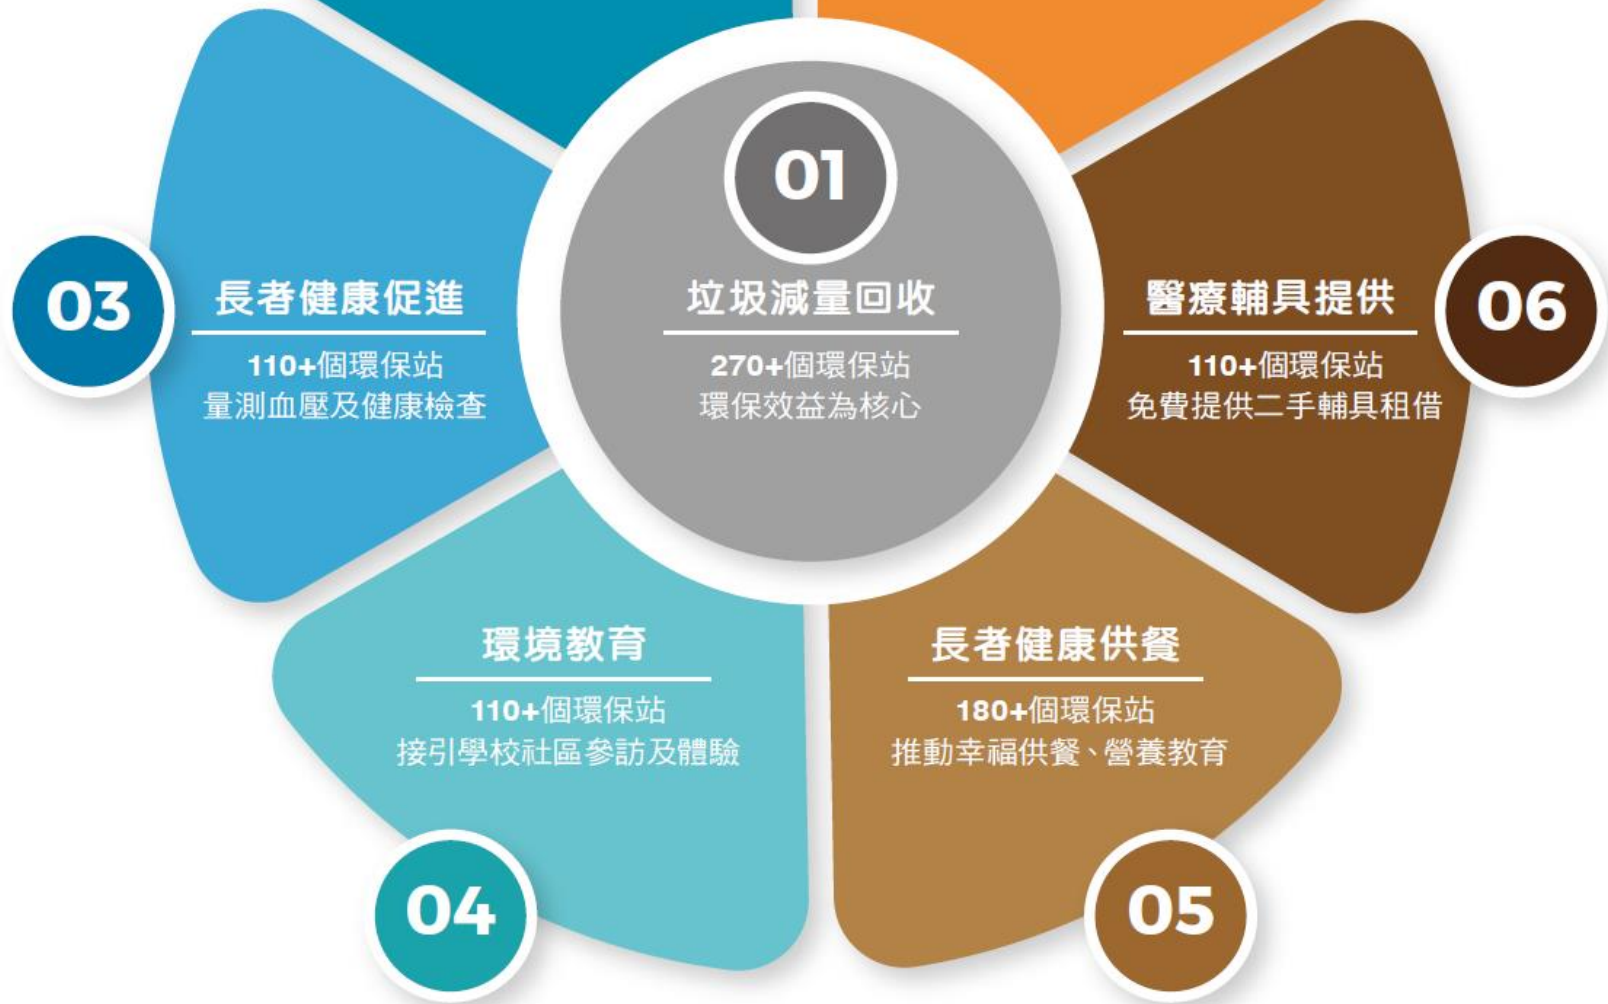 01
垃圾減量回收
270+個環保站
環保效益為核心
03
長者健康促進
110+個環保站
量測血壓及健康檢查
04
環境教育
110+個環保站
接引學校社區參訪及體驗
05
長者健康供餐
180+個環保站
推動幸福供餐、營養教育
06
醫療輔具提供
110+個環保站
免費提供二手輔具租借